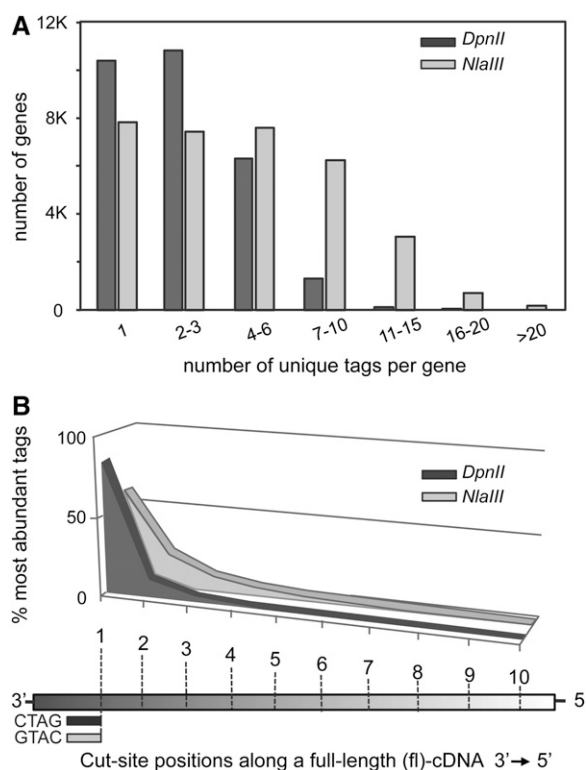 A
12K
8K
4K
0
number of genes
DpnII
NlaIII
1 2-3 4-6 7-10 11-15 16-20 >20
number of unique tags per gene
B
100
50
0
% most abundant tags
DpnII
NlaIII
1 2 3 4 5 6 7 8 9 10
3' 5
CTAG
GTAC
Cut-site positions along a full-length (fl)-cDNA 3'→ 5'